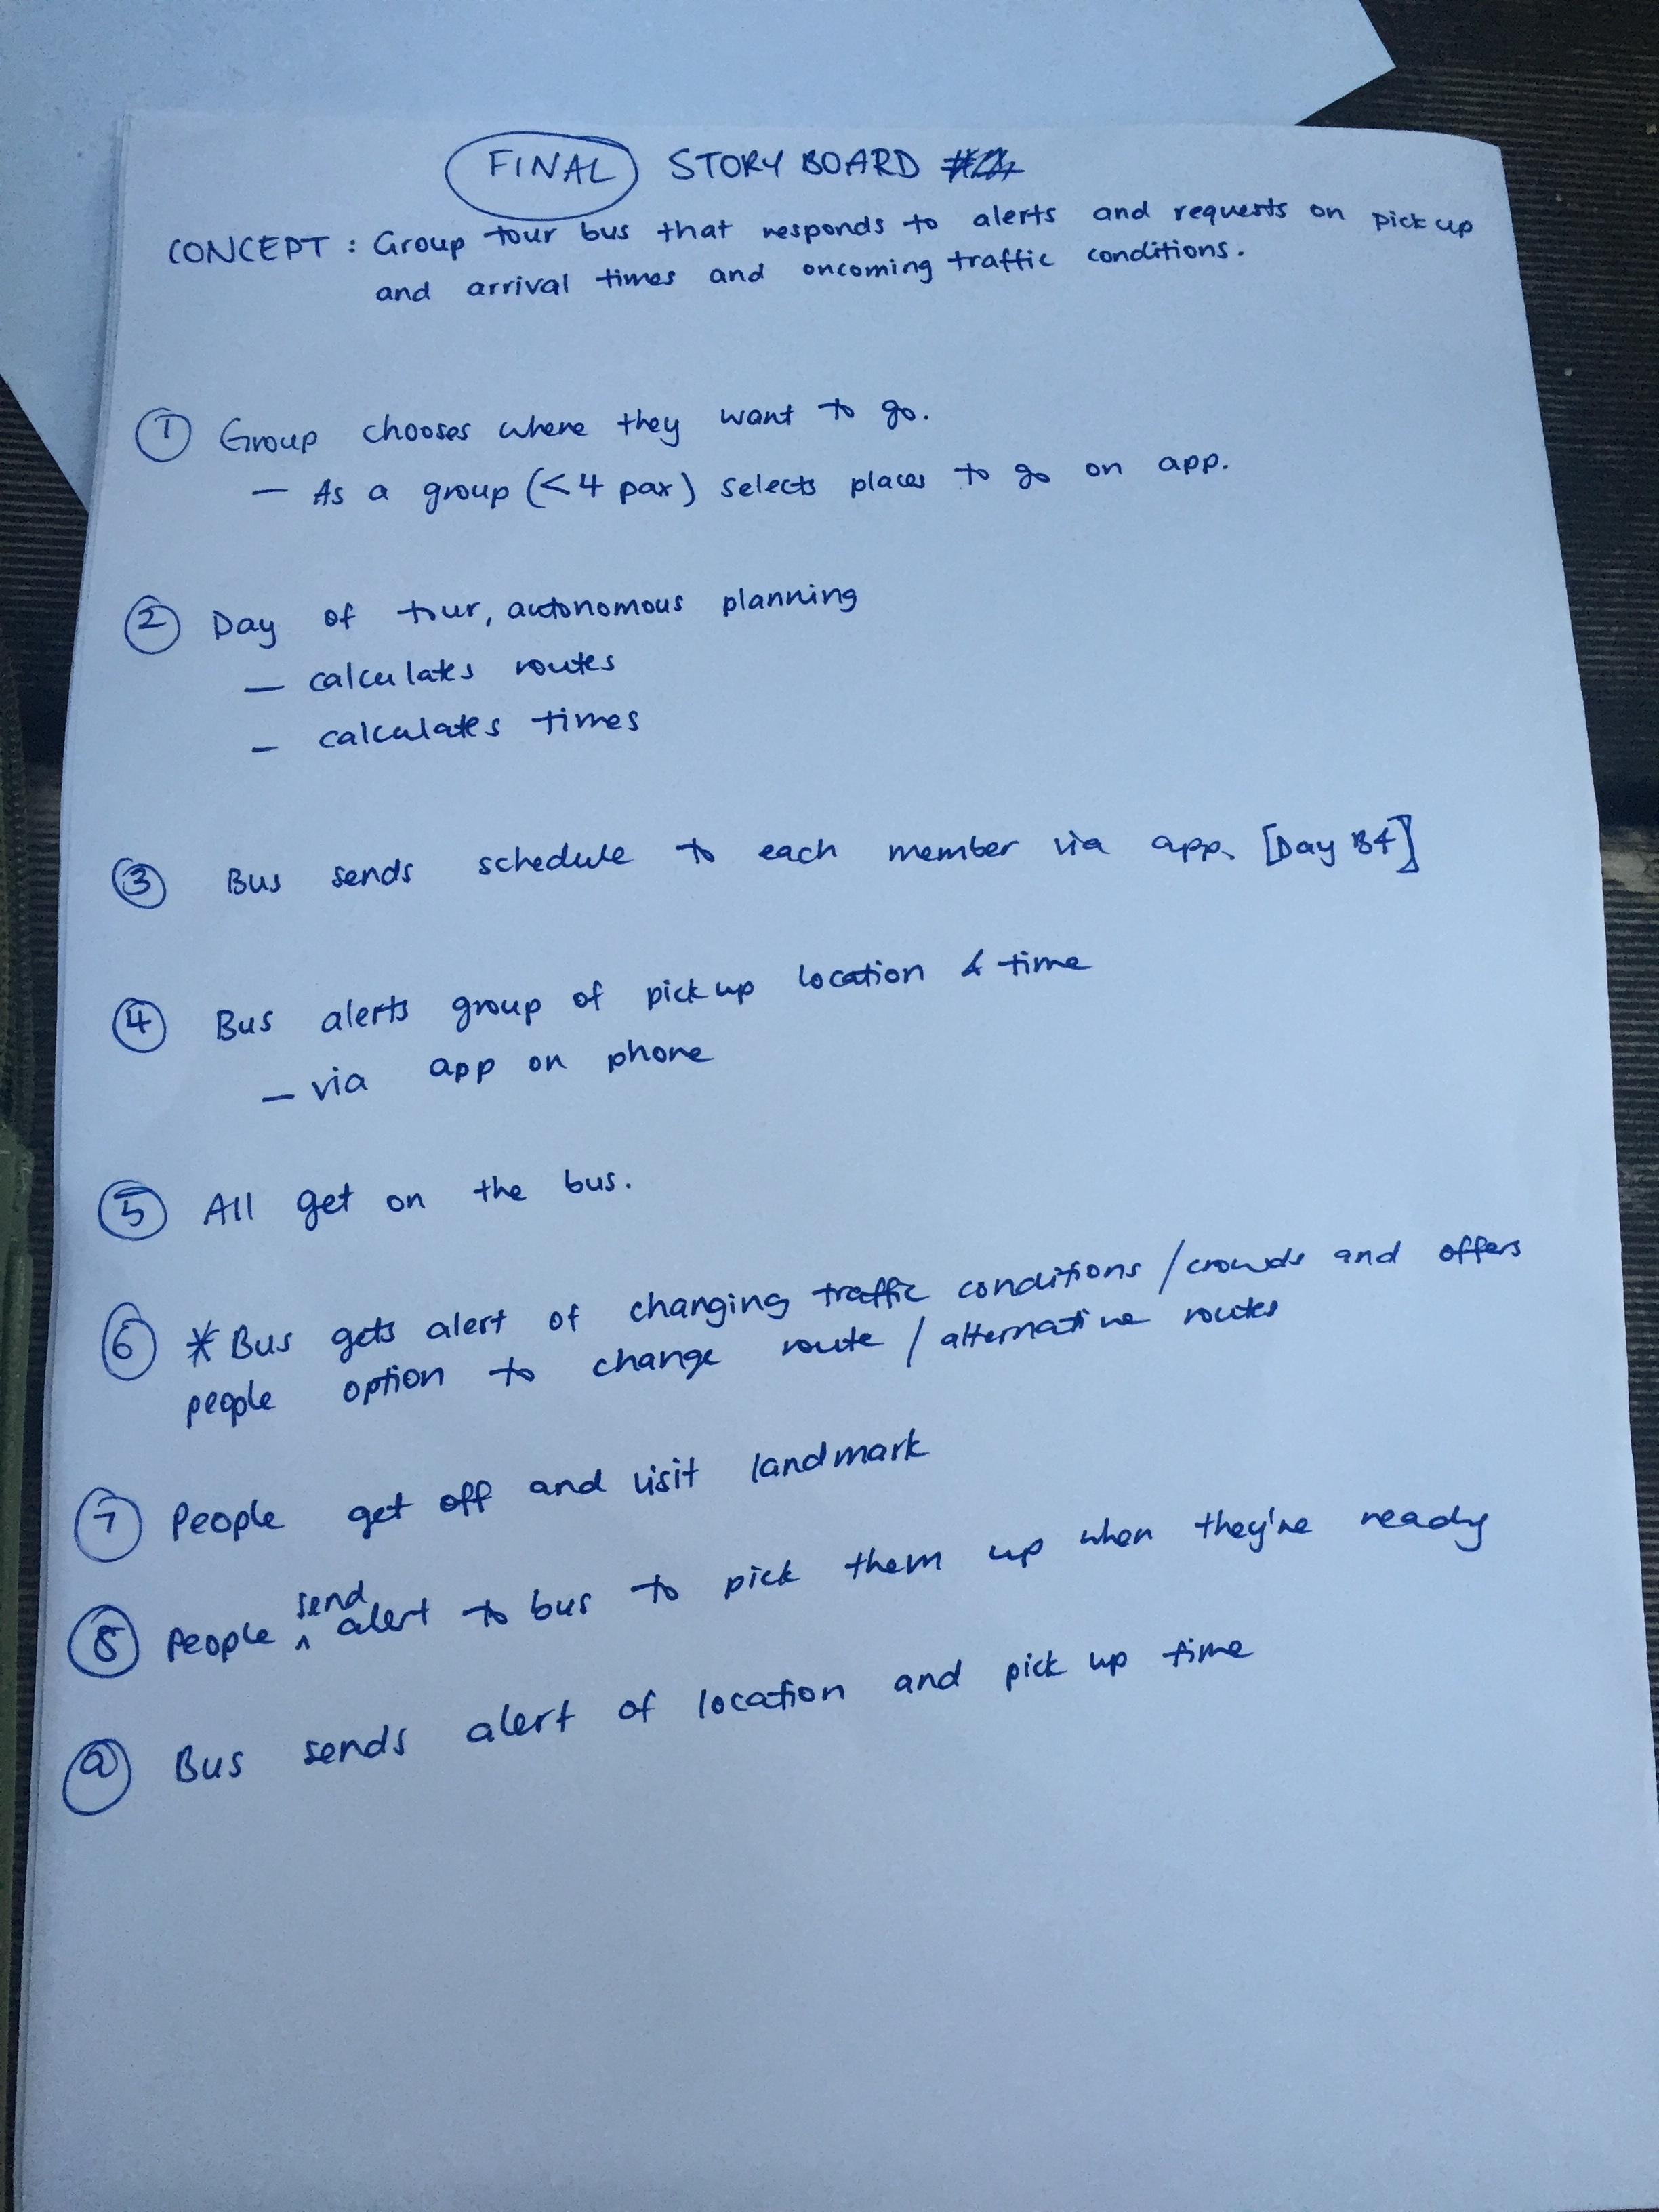 FINAL STORY BOARD
CONCEPT : Group tour bus that responds to alerts and requests on pick up
and arrival times and oncoming traffic conditions.
① Group chooses where they want to go.
— As a group (<4 pax) selects places to go on app.
② Day of tour, autonomous planning
— calculates routes
— calculates times
③ Bus sends schedule to each member via app. [Day B4]
④ Bus alerts group of pick up location & time
— via app on phone
⑤ All get on the bus.
⑥ * Bus gets alert of changing traffic conditions / crowds and offers
people option to change route / alternative routes
⑦ People get off and visit landmark
⑧ People send alert to bus to pick them up when they're ready
⑨ Bus sends alert of location and pick up time